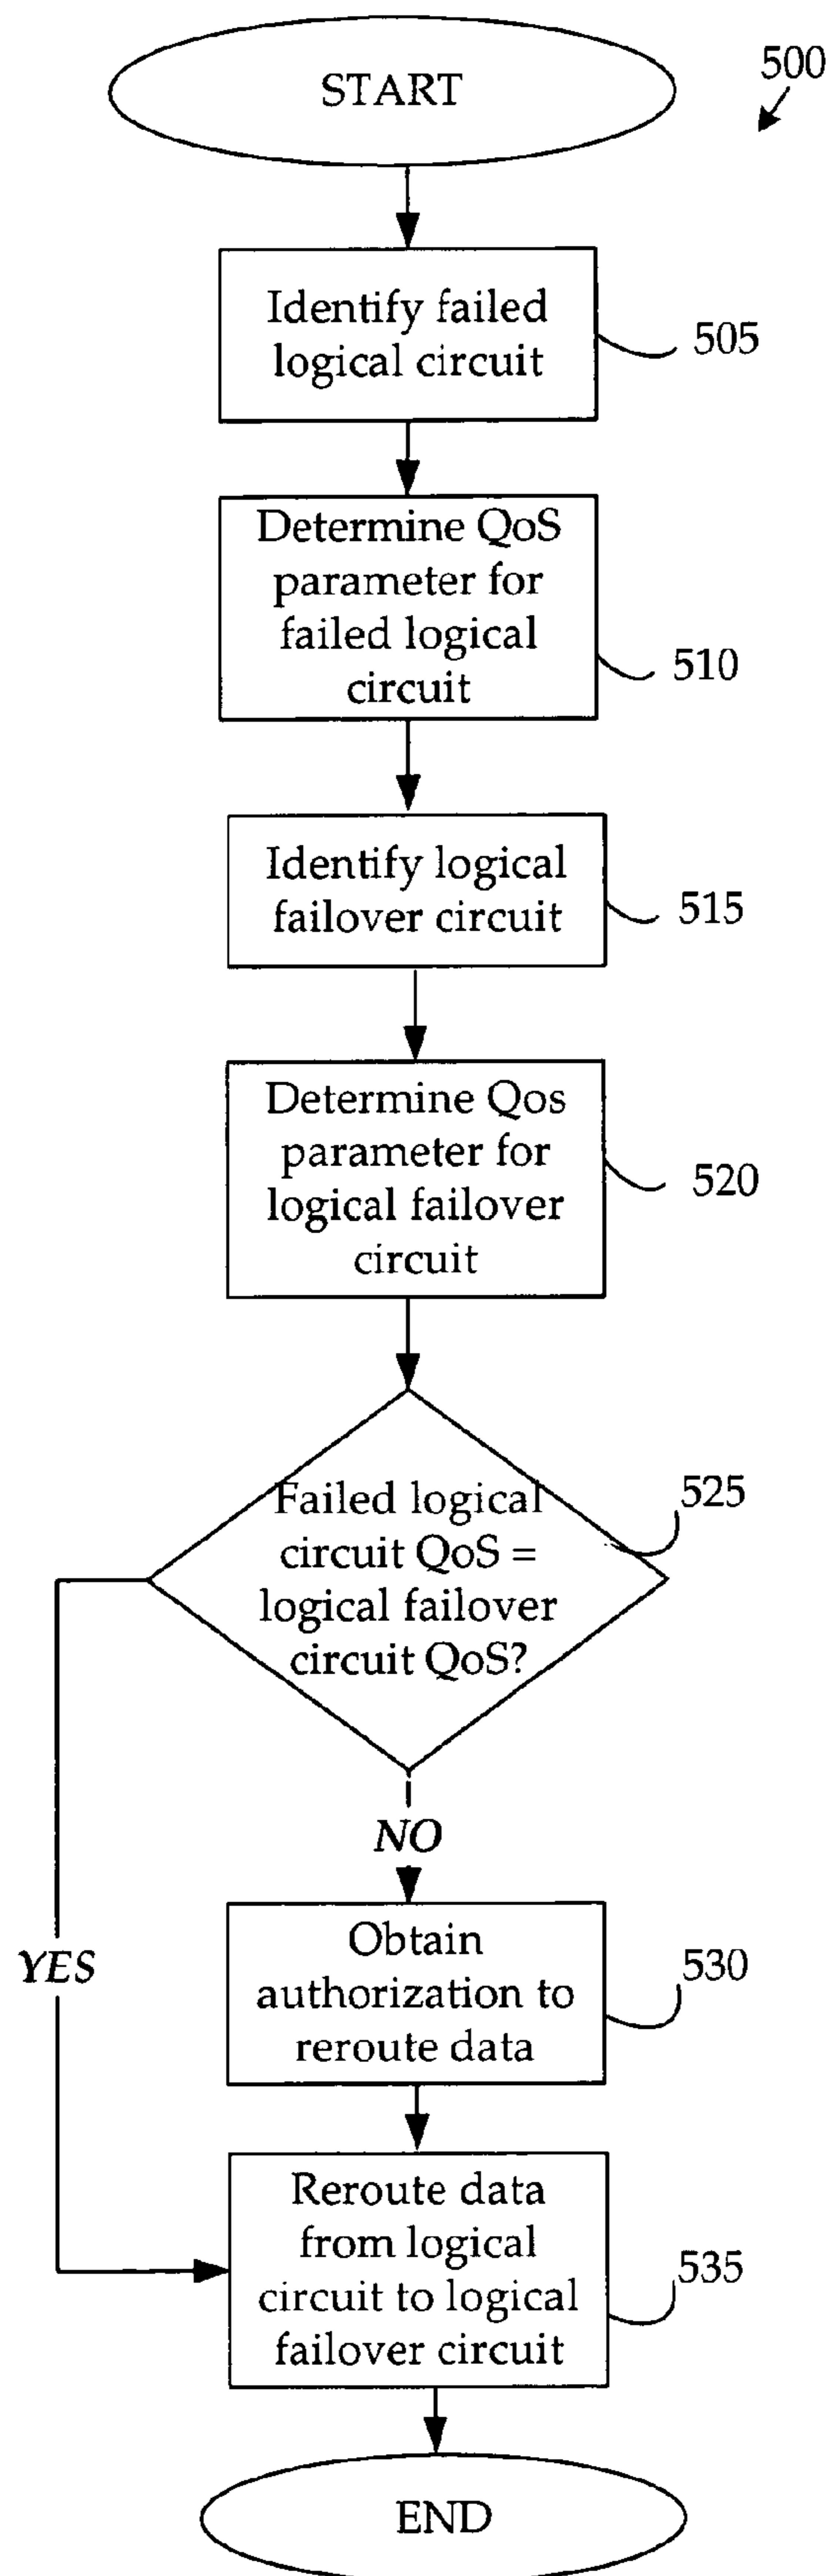 START
500
Identify failed
logical circuit
505
Determine QoS
parameter for
failed logical
circuit
510
Identify logical
failover circuit
515
Determine Qos
parameter for
logical failover
circuit
520
Failed logical
circuit QoS =
logical failover
circuit QoS?
525
NO
YES
Obtain
authorization to
reroute data
530
Reroute data
from logical
circuit to logical
failover circuit
535
END